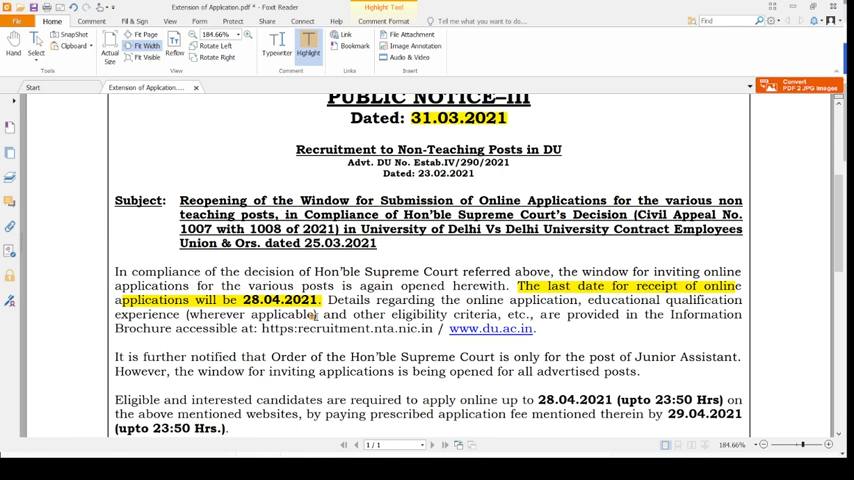 Extension of Application.pdf * - Foxit Reader
Highlight Tool
File Home Comment Fill & Sign View Form Protect Share Connect Help Comment Format Tell me what you want to do... Find
Hand
Select
SnapShot
Clipboard
Actual Size
Fit Page
Fit Width
Fit Visible
Reflow
184.66%
Rotate Left
Rotate Right
Typewriter
Highlight
Link
Bookmark
File Attachment
Image Annotation
Audio & Video
Tools View Comment Links Insert
Start Extension of Application....
Convert
PDF 2 JPG Images
PUBLIC NOTICE–III
Dated: 31.03.2021
Recruitment to Non-Teaching Posts in DU
Advt. DU No. Estab.IV/290/2021
Dated: 23.02.2021
Subject: Reopening of the Window for Submission of Online Applications for the various non
teaching posts, in Compliance of Hon'ble Supreme Court's Decision (Civil Appeal No.
1007 with 1008 of 2021) in University of Delhi Vs Delhi University Contract Employees
Union & Ors. dated 25.03.2021
In compliance of the decision of Hon'ble Supreme Court referred above, the window for inviting online
applications for the various posts is again opened herewith. The last date for receipt of online
applications will be 28.04.2021. Details regarding the online application, educational qualification
experience (wherever applicable) and other eligibility criteria, etc., are provided in the Information
Brochure accessible at: https:recruitment.nta.nic.in / www.du.ac.in.
It is further notified that Order of the Hon'ble Supreme Court is only for the post of Junior Assistant.
However, the window for inviting applications is being opened for all advertised posts.
Eligible and interested candidates are required to apply online up to 28.04.2021 (upto 23:50 Hrs) on
the above mentioned websites, by paying prescribed application fee mentioned therein by 29.04.2021
(upto 23:50 Hrs.).
1 / 1
184.66%